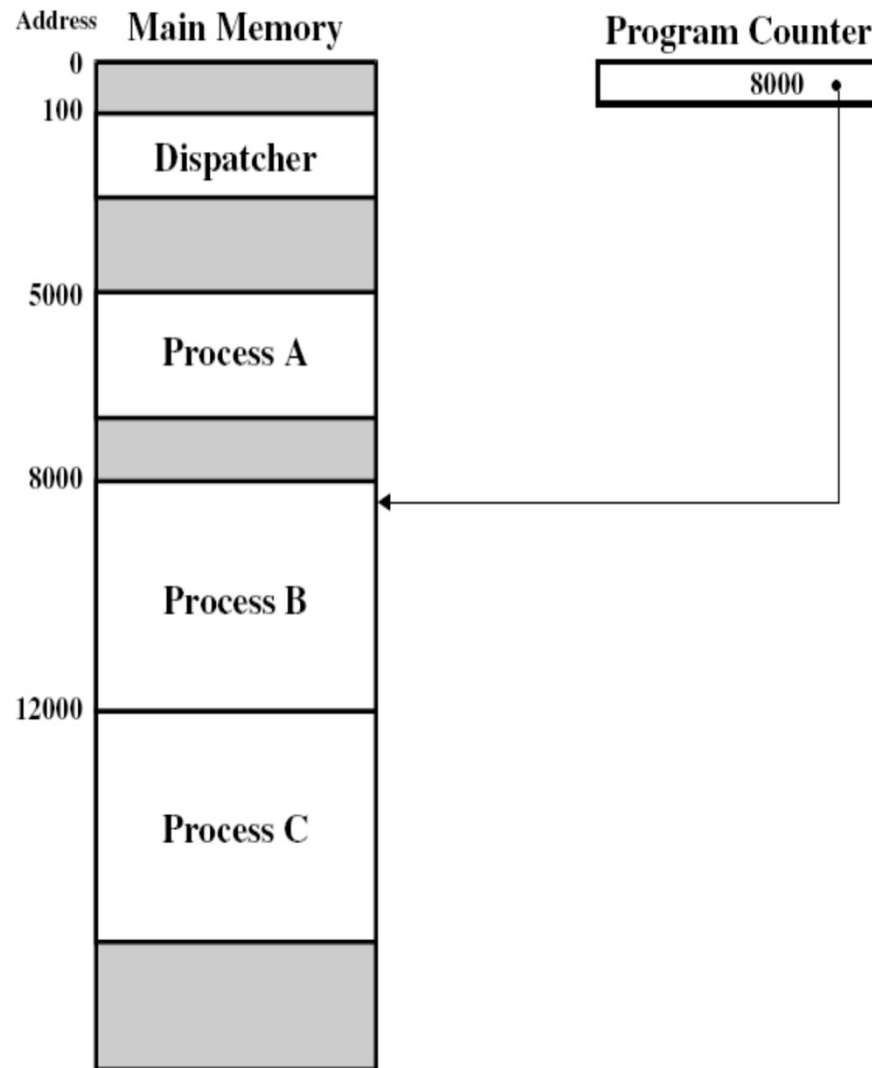 Address
Main Memory
Program Counter
0
8000
100
Dispatcher
5000
Process A
8000
Process B
12000
Process C